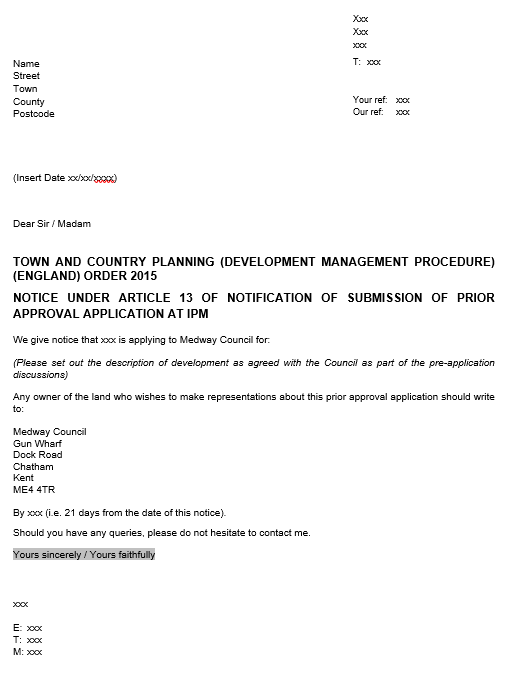 Xxx
Xxx
xxx
T: xxx
Name
Street
Town
County
Postcode
Your ref: xxx
Our ref: xxx
(Insert Date xx/xx/xxxx)
Dear Sir / Madam
TOWN AND COUNTRY PLANNING (DEVELOPMENT MANAGEMENT PROCEDURE)
(ENGLAND) ORDER 2015
NOTICE UNDER ARTICLE 13 OF NOTIFICATION OF SUBMISSION OF PRIOR
APPROVAL APPLICATION AT IPM
We give notice that xxx is applying to Medway Council for:
(Please set out the description of development as agreed with the Council as part of the pre-application
discussions)
Any owner of the land who wishes to make representations about this prior approval application should write
to:
Medway Council
Gun Wharf
Dock Road
Chatham
Kent
ME4 4TR
By xxx (i.e. 21 days from the date of this notice).
Should you have any queries, please do not hesitate to contact me.
Yours sincerely / Yours faithfully
xxx
E: xxx
T: xxx
M: xxx